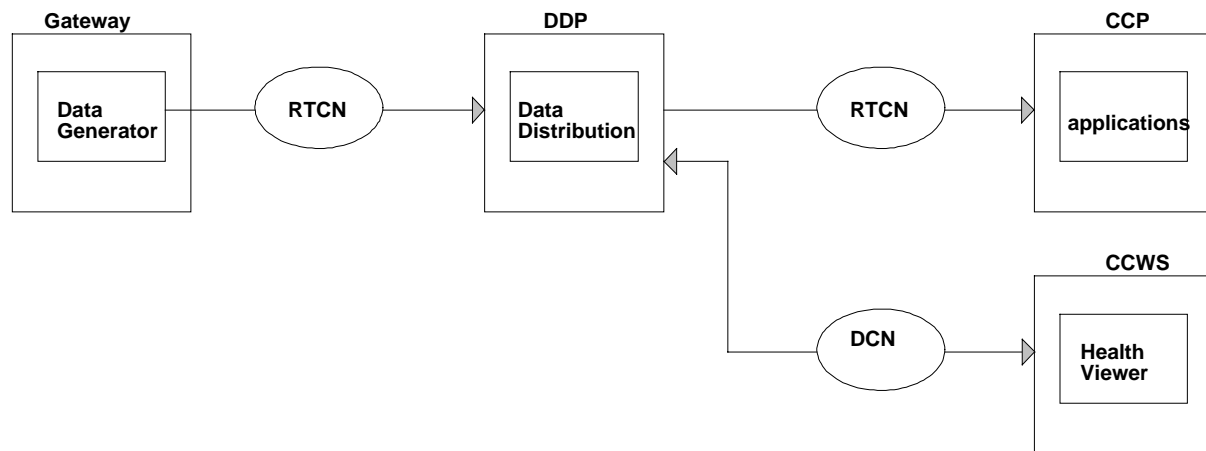 Gateway
DDP
CCP
Data
Generator
RTCN
Data
Distribution
RTCN
applications
CCWS
DCN
Health
Viewer